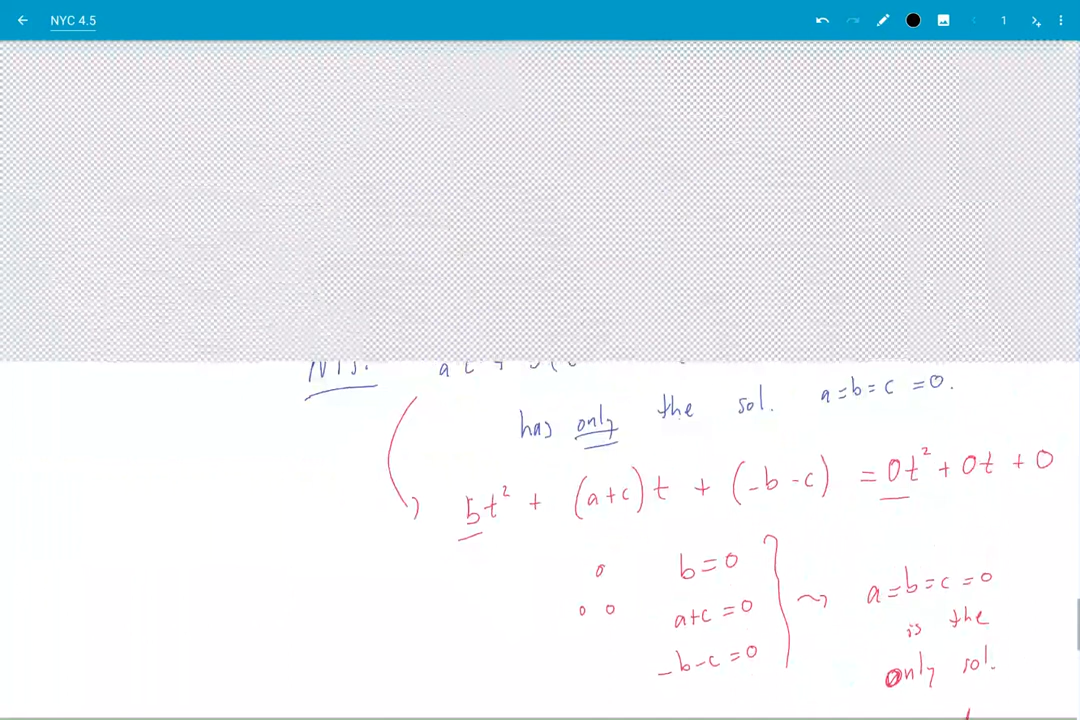 NYC 4.5
1
has only the sol. a=b=c=0.
bt² + (a+c)t + (-b-c) = 0t² + 0t + 0
b=0
a+c=0
-b-c=0
a=b=c=0
is the
only sol.